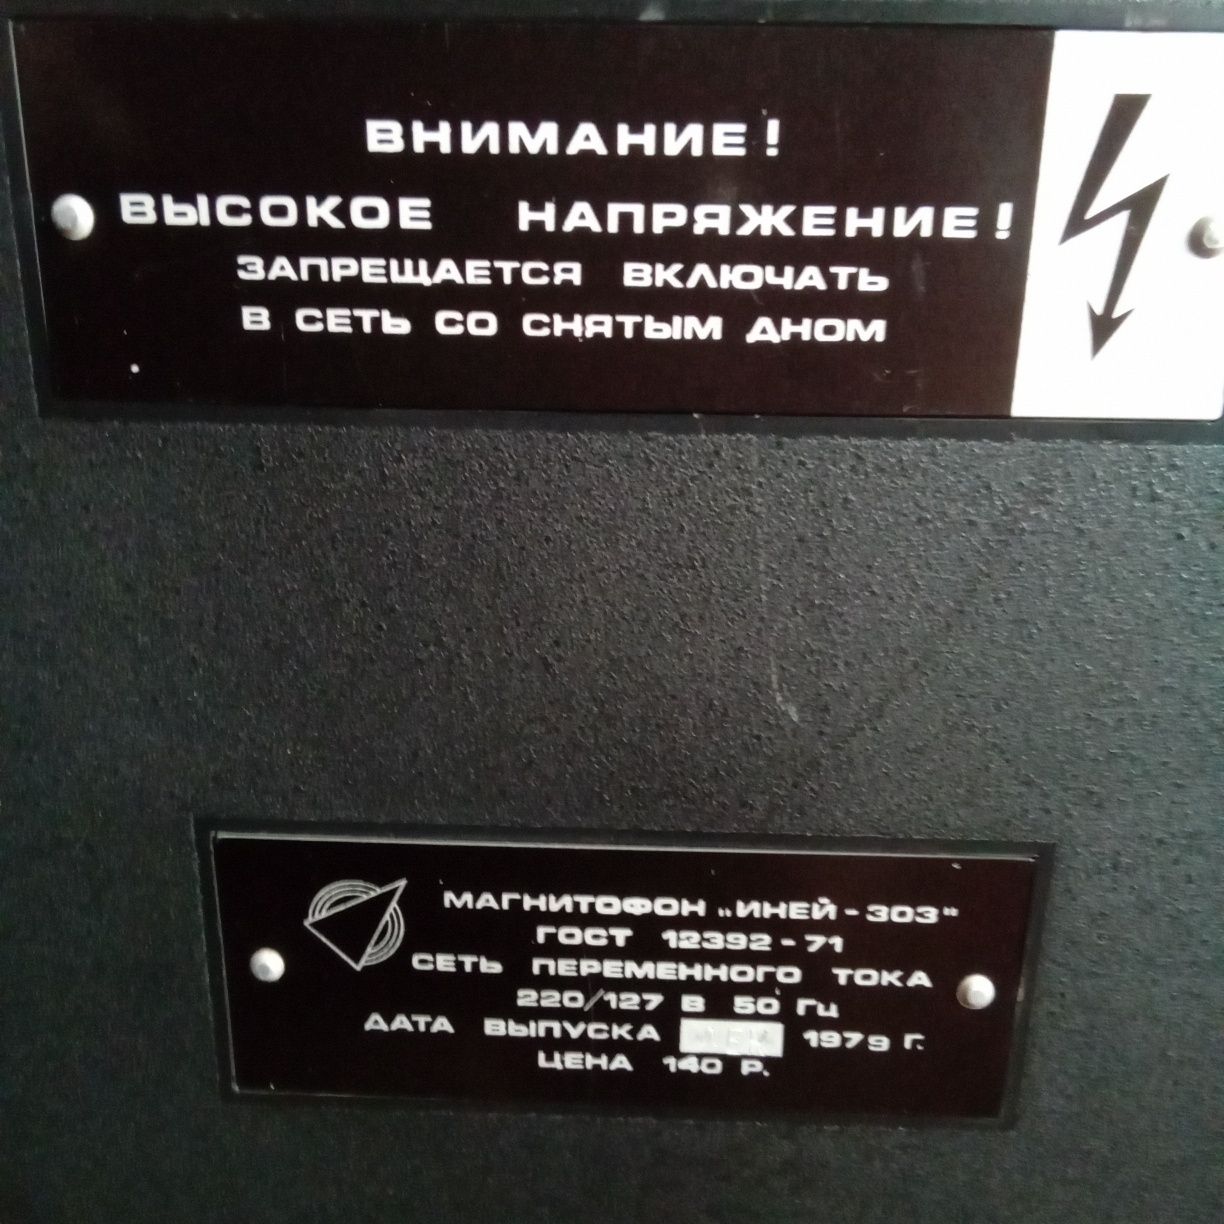 ВНИМАНИЕ!
ВЫСОКОЕ НАПРЯЖЕНИЕ!
ЗАПРЕЩАЕТСЯ ВКЛЮЧАТЬ
В СЕТЬ СО СНЯТЫМ ДНОМ
МАГНИТОФОН „ИНЕЙ-303"
ГОСТ 12392-71
СЕТЬ ПЕРЕМЕННОГО ТОКА
220/127 В 50 Гц
ДАТА ВЫПУСКА 1979 Г.
ЦЕНА 140 Р.